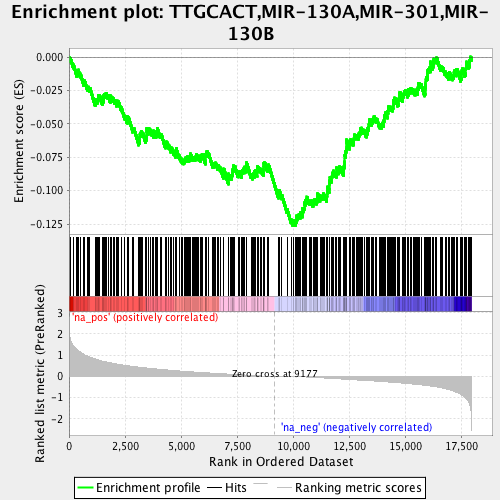 Enrichment plot: TTGCACT,MIR-130A,MIR-301,MIR-
130B
Enrichment score (ES)
0.000
-0.025
-0.050
-0.075
-0.100
-0.125
Ranked list metric (PreRanked)
'na_pos' (positively correlated)
3
2
1
0
-1
-2
Zero cross at 9177
'na_neg' (negatively correlated)
0
2,500
5,000
7,500
10,000
12,500
15,000
17,500
Rank in Ordered Dataset
Enrichment profile
Hits
Ranking metric scores